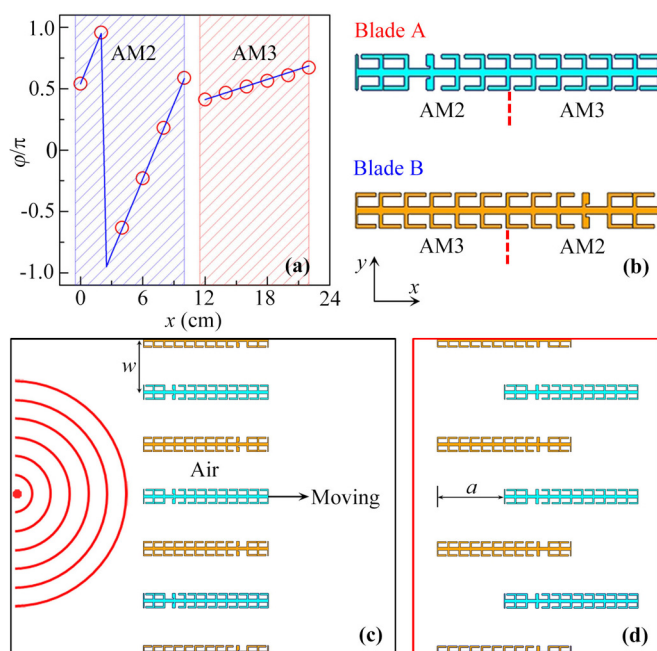 1.0
0.5
0
-0.5
-1.0
φ/π
AM2
AM3
(a)
0
6
12
18
24
x (cm)
Blade A
AM2
AM3
Blade B
AM3
AM2
y
x
(b)
w
Air
Moving
(c)
a
(d)